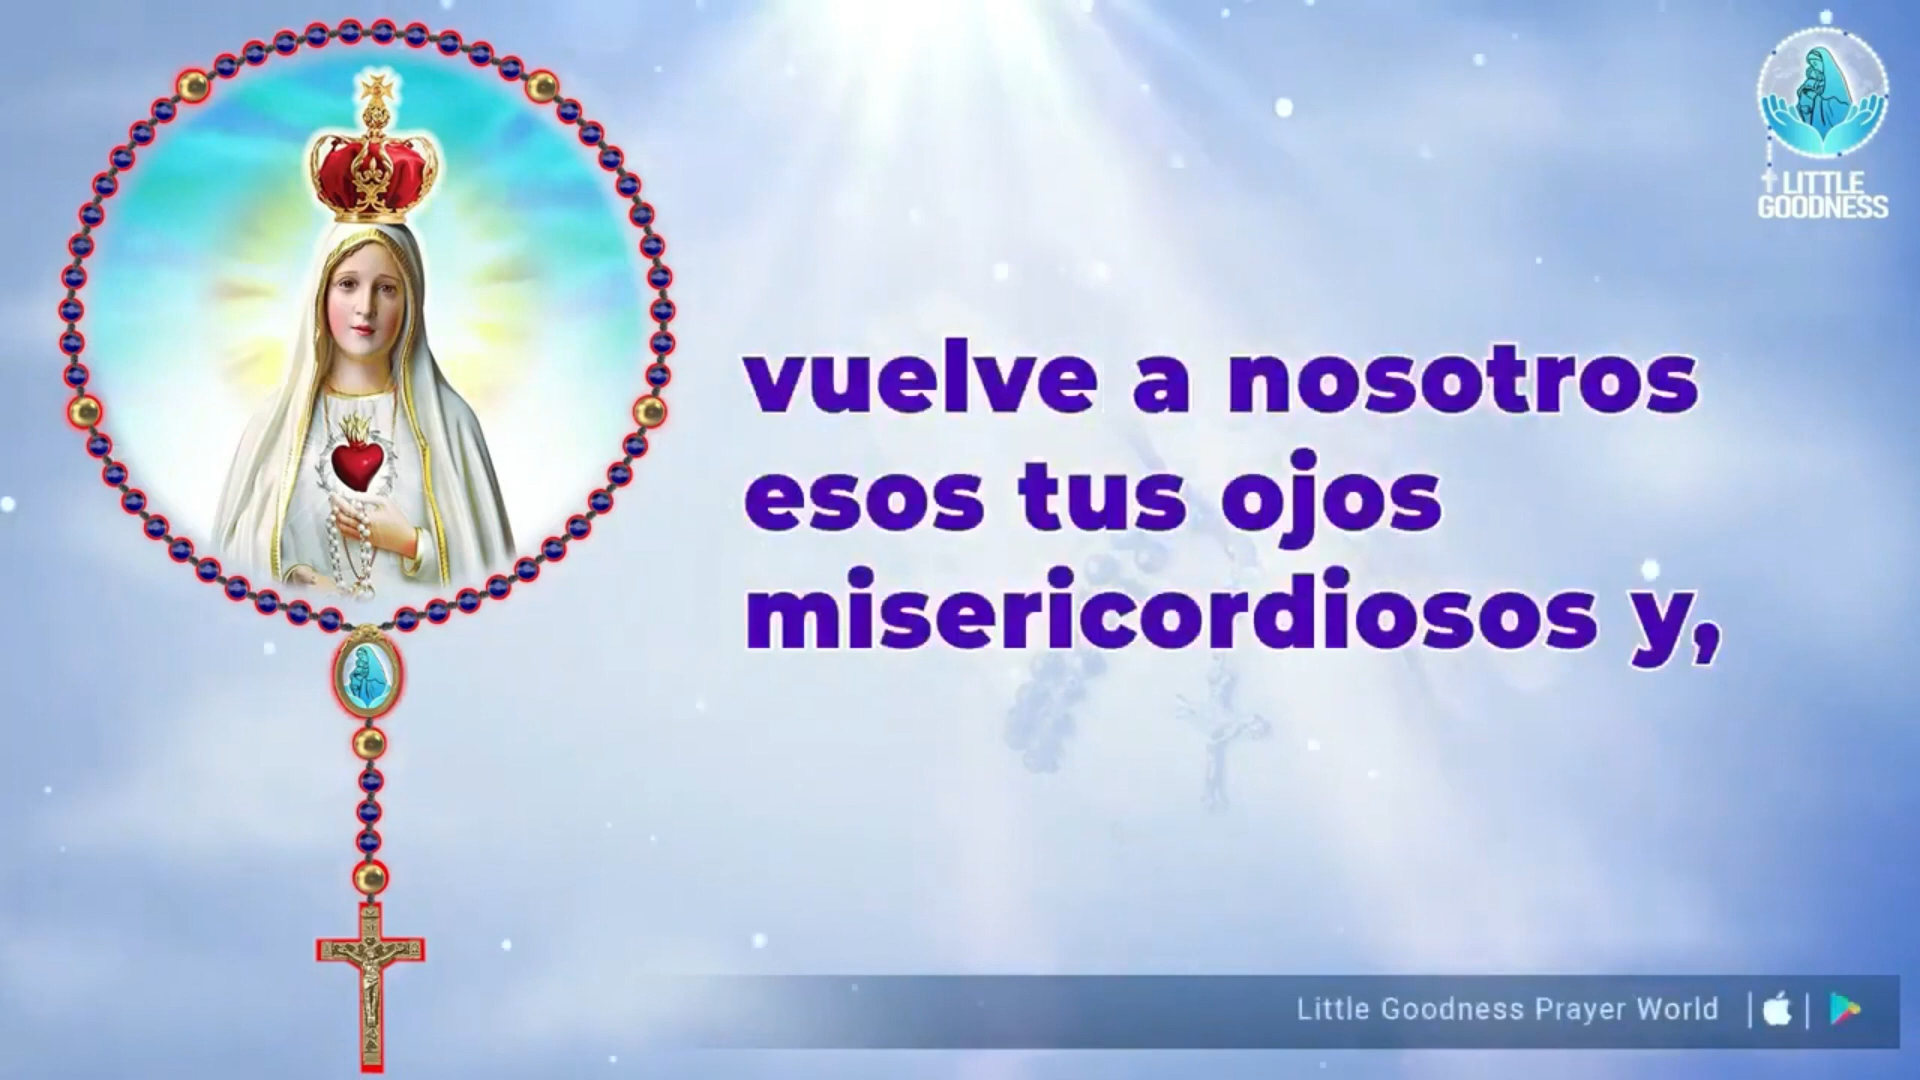 LITTLE
GOODNESS
vuelve a nosotros
esos tus ojos
misericordiosos y,
Little Goodness Prayer World